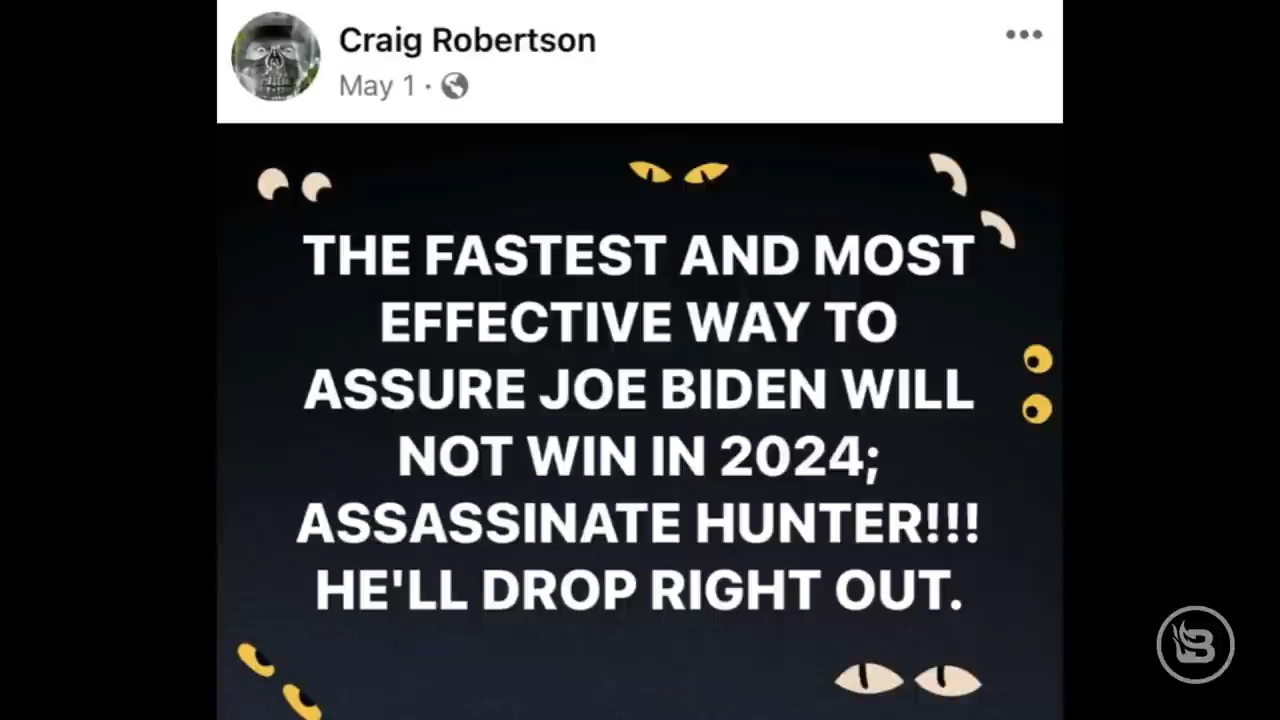 Craig Robertson
May 1 ·
THE FASTEST AND MOST
EFFECTIVE WAY TO
ASSURE JOE BIDEN WILL
NOT WIN IN 2024;
ASSASSINATE HUNTER!!!
HE'LL DROP RIGHT OUT.
B